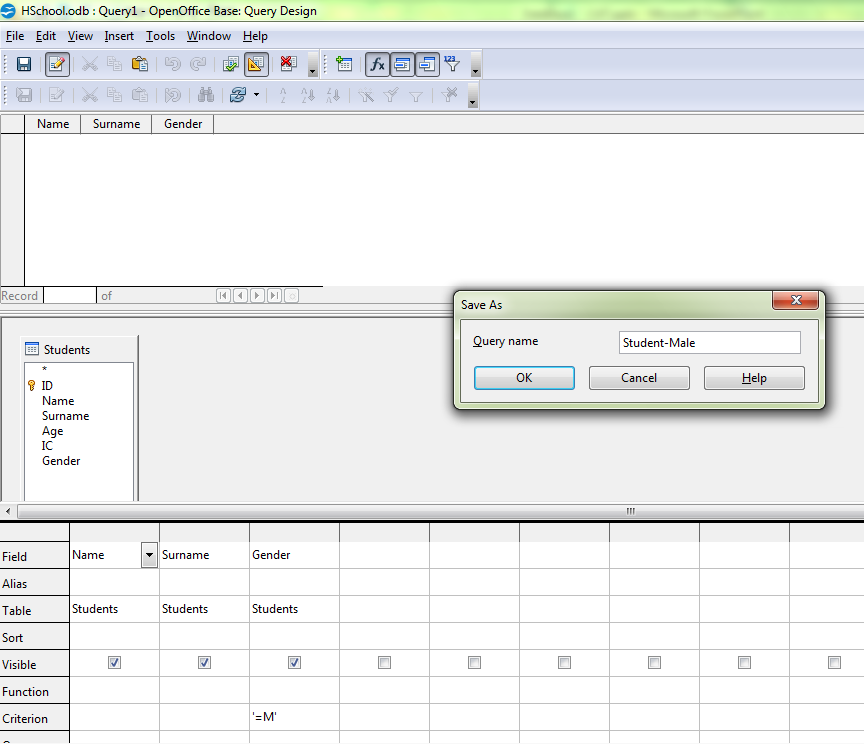 HSchool.odb : Query1 - OpenOffice Base: Query Design
File Edit View Insert Tools Window Help
Name Surname Gender
Record of
Save As
Query name Student-Male
OK Cancel Help
Students
*
ID
Name
Surname
Age
IC
Gender
Field Name Surname Gender
Alias
Table Students Students Students
Sort
Visible
Function
Criterion '=M'